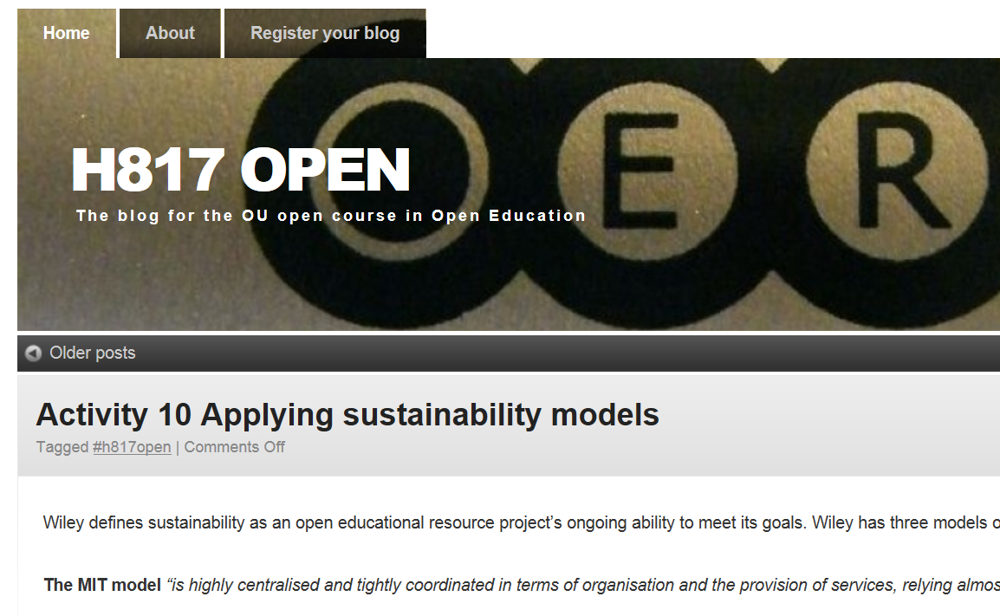 Home About Register your blog
O E R
H817 OPEN
The blog for the OU open course in Open Education
Older posts
Activity 10 Applying sustainability models
Tagged #h817open | Comments Off
Wiley defines sustainability as an open educational resource project’s ongoing ability to meet its goals. Wiley has three models
The MIT model “is highly centralised and tightly coordinated in terms of organisation and the provision of services, relying